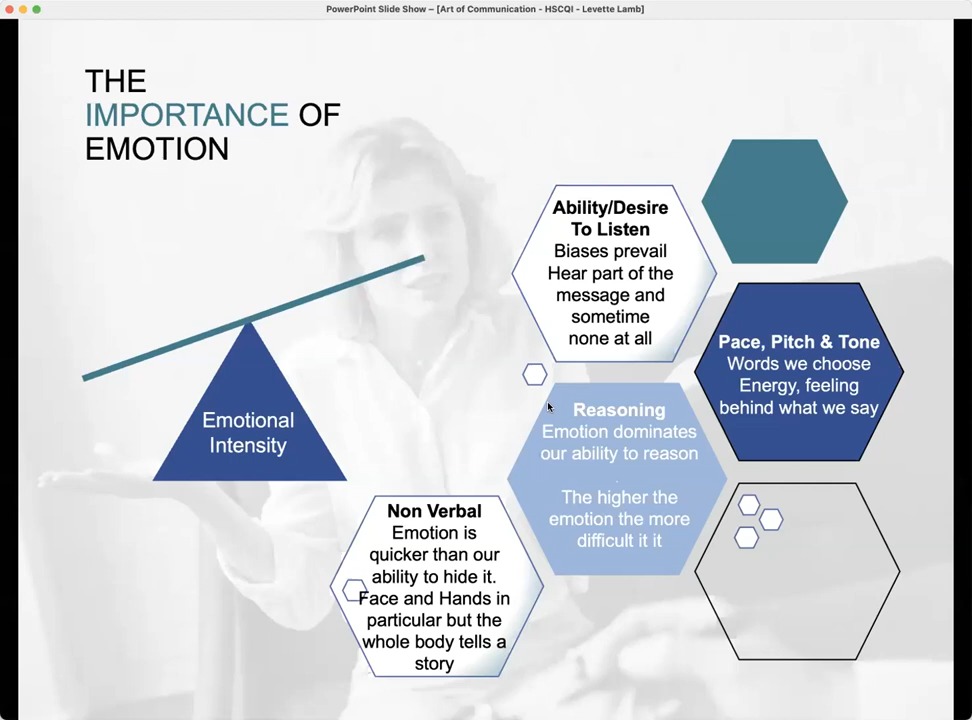 PowerPoint Slide Show – [Art of Communication - HSCQI - Levette Lamb]
THE
IMPORTANCE OF
EMOTION
Ability/Desire
To Listen
Biases prevail
Hear part of the
message and
sometime
none at all
Pace, Pitch & Tone
Words we choose
Energy, feeling
behind what we say
Emotional
Intensity
Reasoning
Emotion dominates
our ability to reason
The higher the
emotion the more
difficult it it
Non Verbal
Emotion is
quicker than our
ability to hide it.
Face and Hands in
particular but the
whole body tells a
story